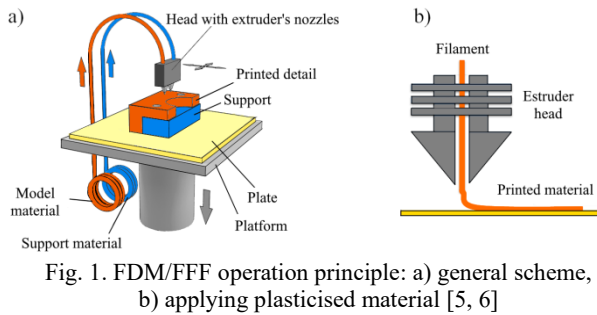 a)
Head with extruder's nozzles
Printed detail
Support
Model
material
Support material
Plate
Platform
b)
Filament
Estruder
head
Printed material
Fig. 1. FDM/FFF operation principle: a) general scheme,
b) applying plasticised material [5, 6]